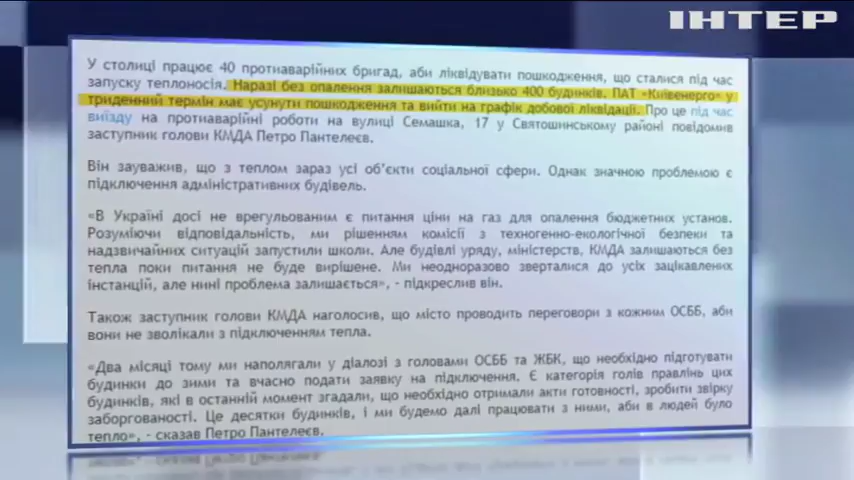 ІНТЕР
У столиці працює 40 протиаварійних бригад, аби ліквідувати пошкодження, що сталися під час
запуску теплоносія. Наразі без опалення залишаються близько 400 будинків. ПАТ «Київенерго» у
триденний термін має усунути пошкодження та вийти на графік добової ліквідації. Про це під час
виїзду на протиаварійні роботи на вулиці Семашка, 17 у Святошинському районі повідомив
заступник голови КМДА Петро Пантелеєв.
Він зауважив, що з теплом зараз усі об’єкти соціальної сфери. Однак значною проблемою є
підключення адміністративних будівель.
«В Україні досі не врегульованим є питання ціни на газ для опалення бюджетних установ.
Розуміючи відповідальність, ми рішенням комісії з техногенно-екологічної безпеки та
надзвичайних ситуацій запустили школи. Але будівлі уряду, міністерств, КМДА залишаються без
тепла поки питання не буде вирішене. Ми неодноразово зверталися до усіх зацікавлених
інстанцій, але нині проблема залишається», - підкреслив він.
Також заступник голови КМДА наголосив, що місто проводить переговори з кожним ОСББ, аби
вони не зволікали з підключенням тепла.
«Два місяці тому ми наполягали у діалозі з головами ОСББ та ЖБК, що необхідно підготувати
будинки до зими та вчасно подати заявку на підключення. Є категорія голів правлінь цих
будинків, які в останній момент згадали, що необхідно отримали акти готовності, зробити звірку
заборгованості. Це десятки будинків, і ми будемо далі працювати з ними, аби в людей було
тепло», - сказав Петро Пантелеєв.